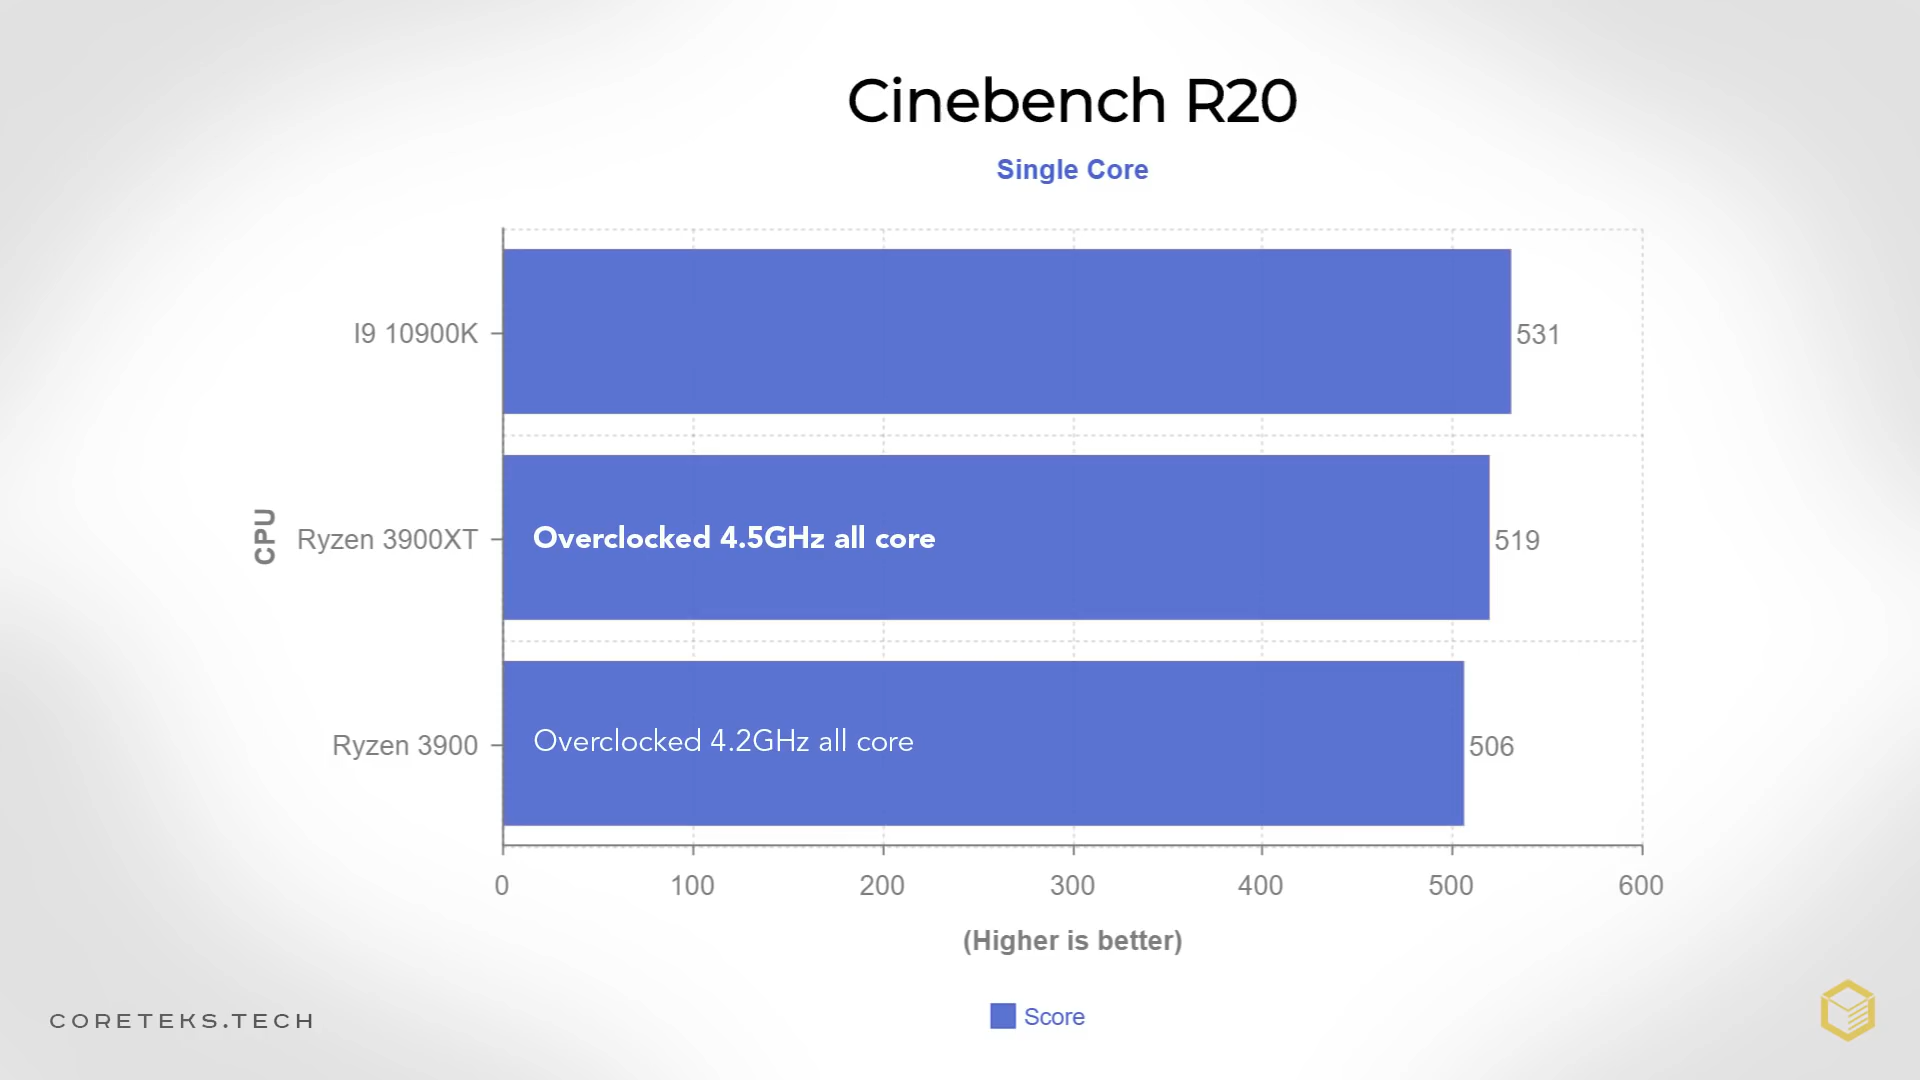 Cinebench R20
Single Core
I9 10900K
531
CPU
Ryzen 3900XT
Overclocked 4.5GHz all core
519
Ryzen 3900
Overclocked 4.2GHz all core
506
0 100 200 300 400 500 600
(Higher is better)
Score
CORETEKS.TECH